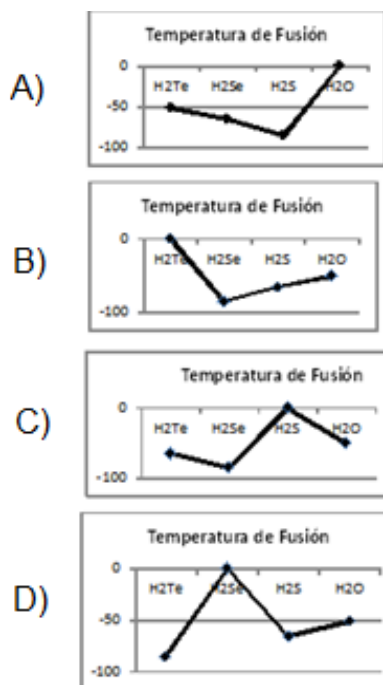 A)
Temperatura de Fusión
0
H2Te H2Se H2S H2O
-50
-100
B)
Temperatura de Fusión
0
H2Te H2Se H2S H2O
-100
C)
Temperatura de Fusión
0
H2Te H2Se H2S H2O
-100
D)
Temperatura de Fusión
0
H2Te H2Se H2S H2O
-50
-100